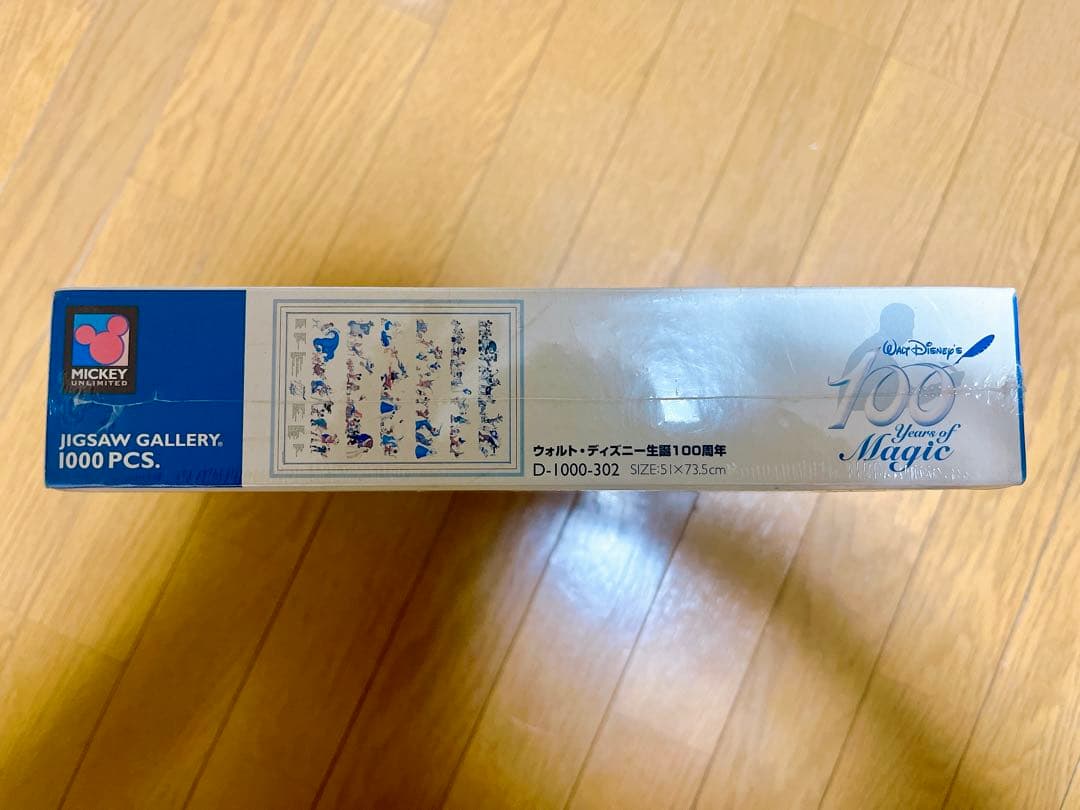 MICKEY
UNLIMITED
JIGSAW GALLERY®
1000 PCS.
ウォルト・ディズニー生誕100周年
D-1000-302 SIZE:51×73.5cm
WALT DISNEY'S
100
Years of
Magic